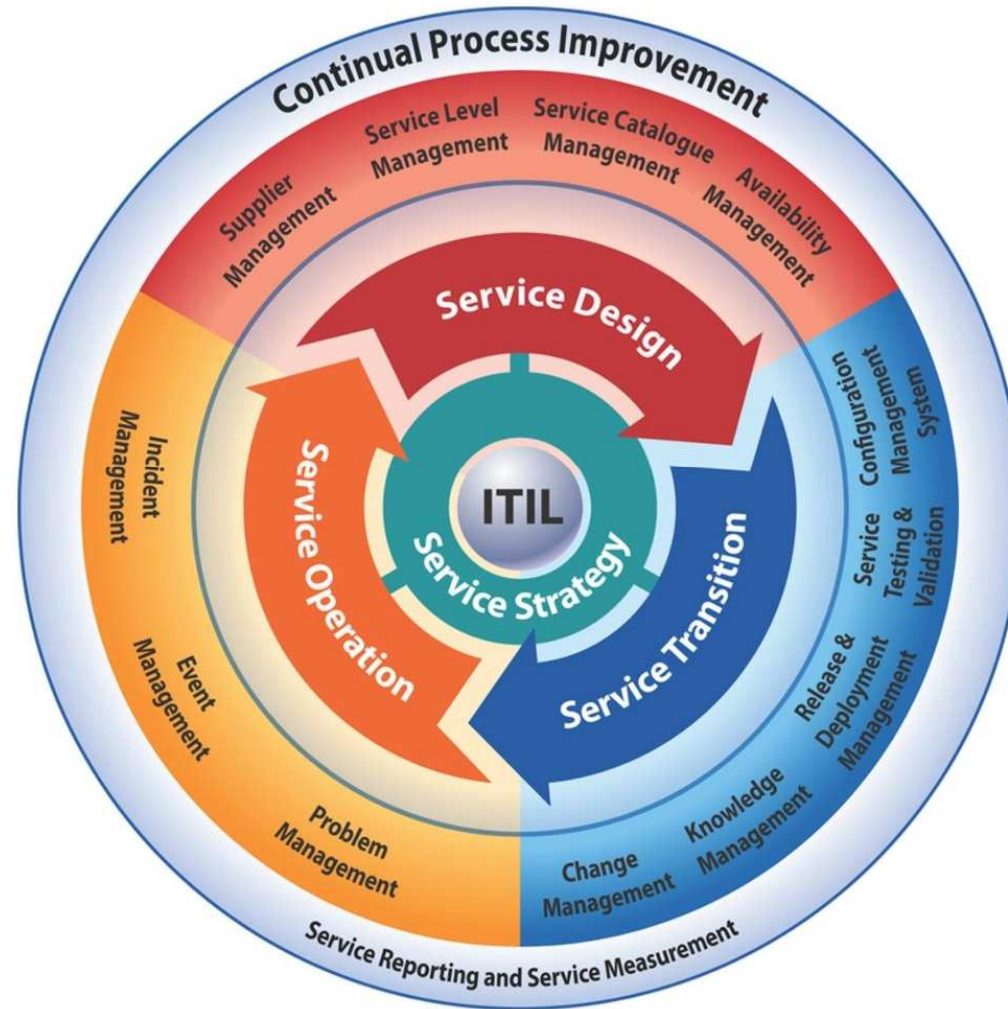 Continual Process Improvement
Supplier
Management
Service Level
Management
Service Catalogue
Management
Availability
Management
Configuration
Management
System
Service
Testing &
Validation
Release &
Deployment
Management
Knowledge
Management
Change
Management
Problem
Management
Event
Management
Incident
Management
Service Design
Service Transition
Service Operation
Service Strategy
ITIL
Service Reporting and Service Measurement